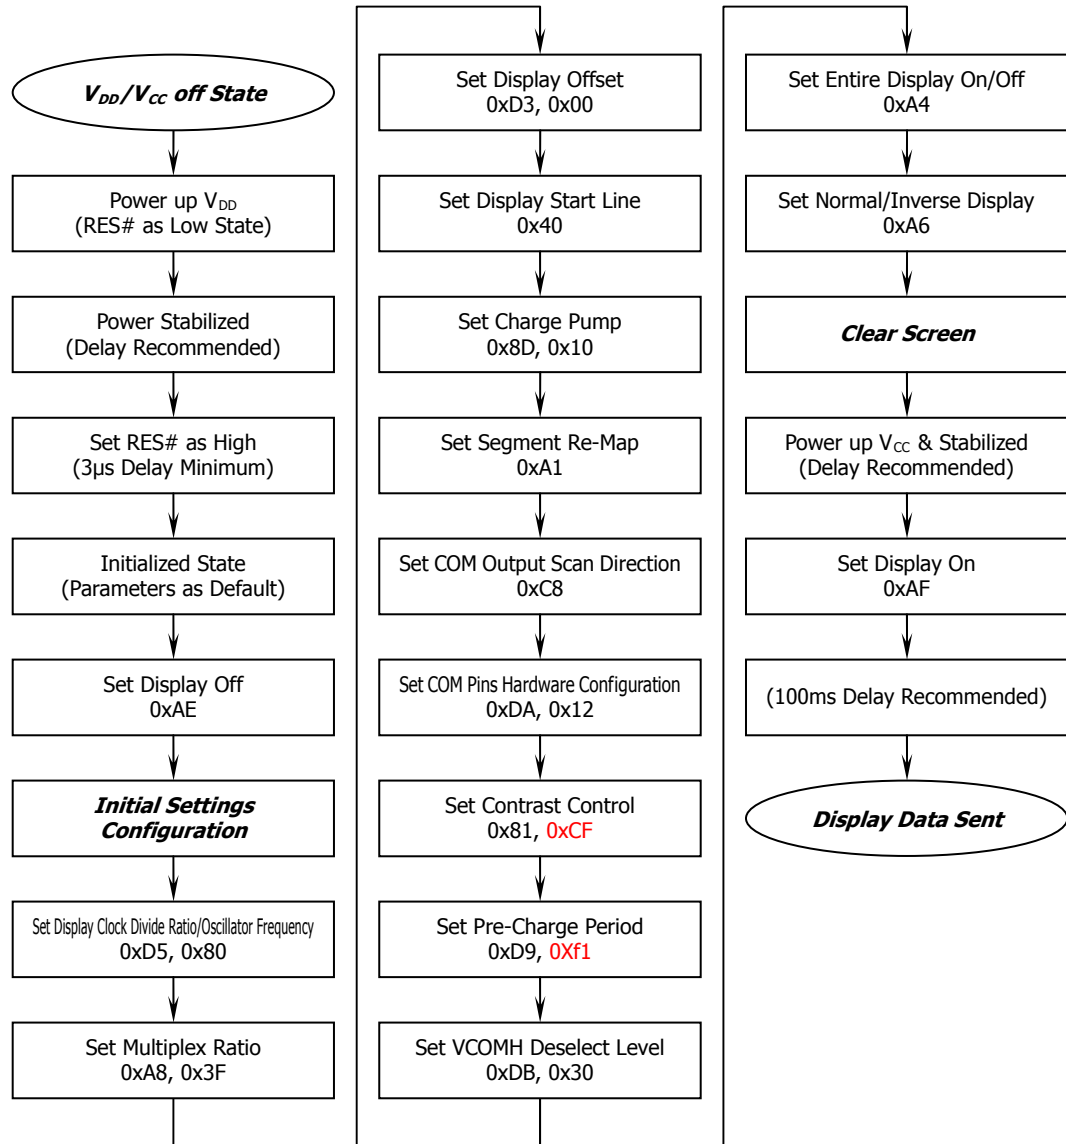 V_DD/V_CC off State
Power up V_DD
(RES# as Low State)
Power Stabilized
(Delay Recommended)
Set RES# as High
(3μs Delay Minimum)
Initialized State
(Parameters as Default)
Set Display Off
0xAE
Initial Settings
Configuration
Set Display Clock Divide Ratio/Oscillator Frequency
0xD5, 0x80
Set Multiplex Ratio
0xA8, 0x3F
Set Display Offset
0xD3, 0x00
Set Display Start Line
0x40
Set Charge Pump
0x8D, 0x10
Set Segment Re-Map
0xA1
Set COM Output Scan Direction
0xC8
Set COM Pins Hardware Configuration
0xDA, 0x12
Set Contrast Control
0x81, 0xCF
Set Pre-Charge Period
0xD9, 0Xf1
Set VCOMH Deselect Level
0xDB, 0x30
Set Entire Display On/Off
0xA4
Set Normal/Inverse Display
0xA6
Clear Screen
Power up V_CC & Stabilized
(Delay Recommended)
Set Display On
0xAF
(100ms Delay Recommended)
Display Data Sent